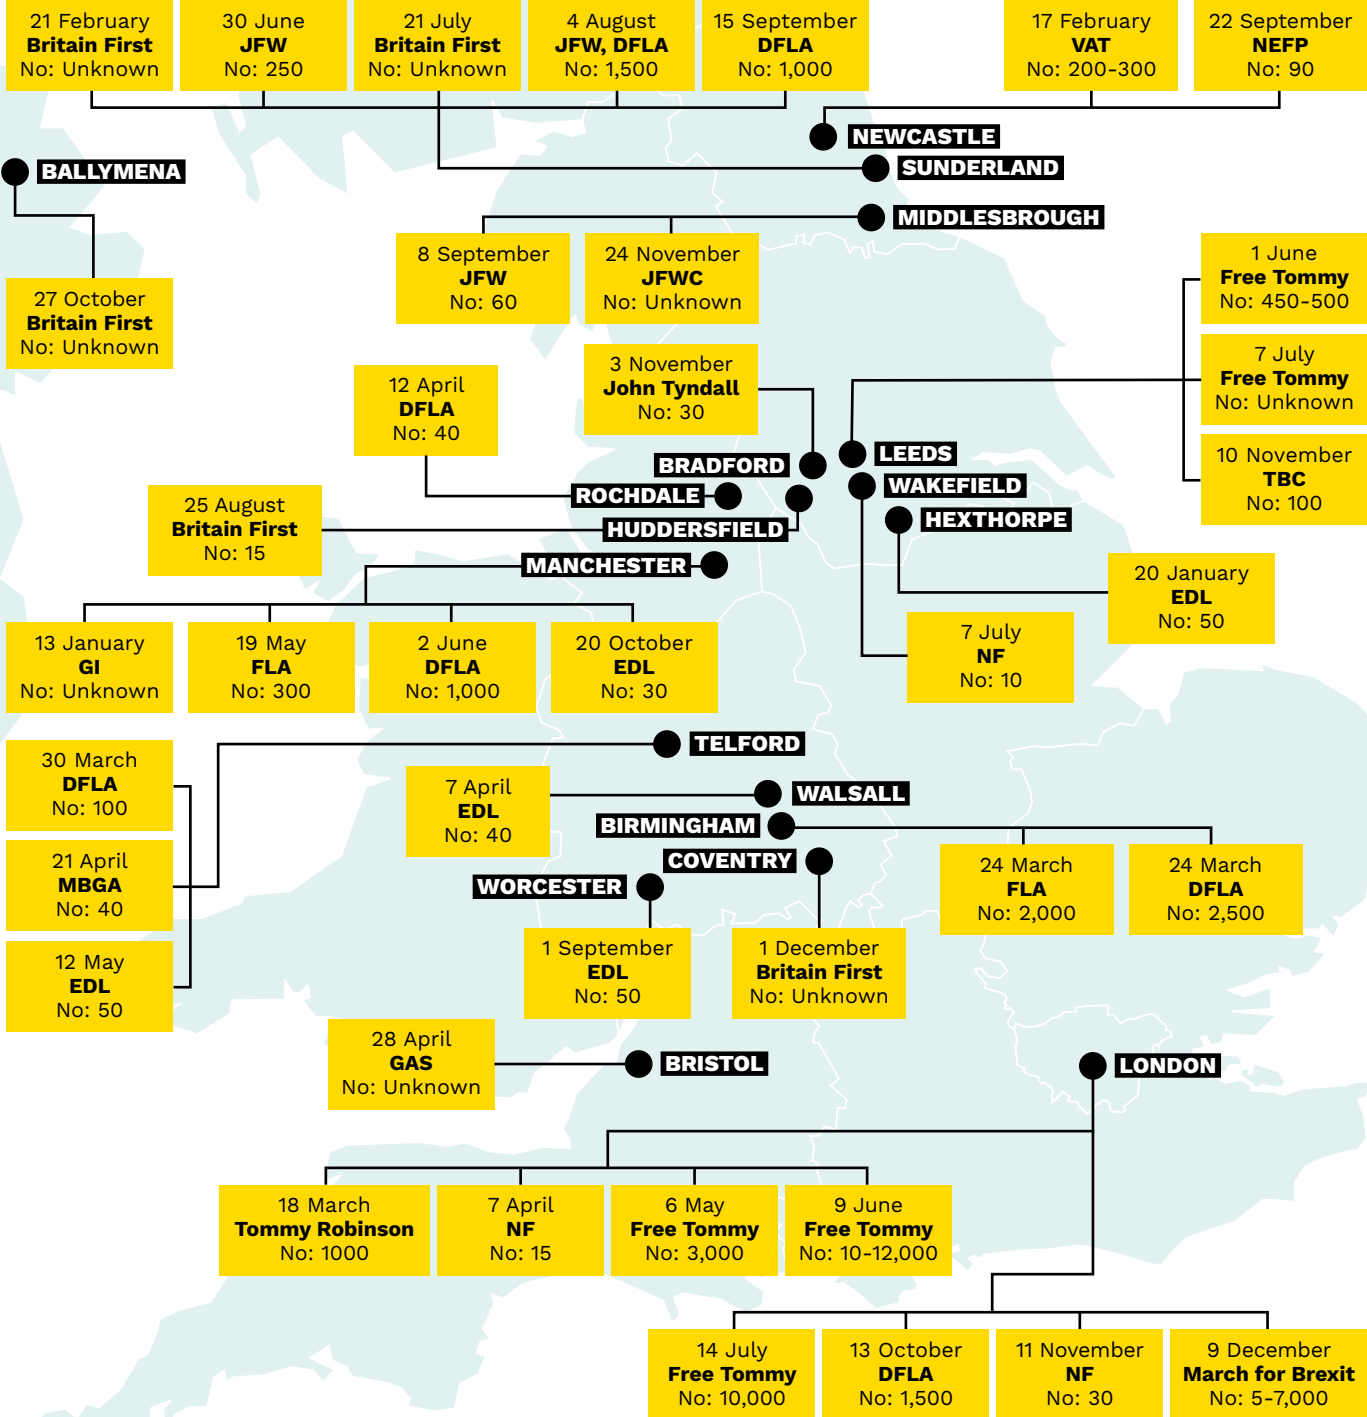 21 February
Britain First
No: Unknown
30 June
JFW
No: 250
21 July
Britain First
No: Unknown
4 August
JFW, DFLA
No: 1,500
15 September
DFLA
No: 1,000
17 February
VAT
No: 200-300
22 September
NEFP
No: 90
NEWCASTLE
SUNDERLAND
BALLYMENA
MIDDLESBROUGH
27 October
Britain First
No: Unknown
8 September
JFW
No: 60
24 November
JFWC
No: Unknown
1 June
Free Tommy
No: 450-500
7 July
Free Tommy
No: Unknown
10 November
TBC
No: 100
12 April
DFLA
No: 40
3 November
John Tyndall
No: 30
LEEDS
BRADFORD
WAKEFIELD
ROCHDALE
HEXTHORPE
HUDDERSFIELD
25 August
Britain First
No: 15
MANCHESTER
20 January
EDL
No: 50
13 January
GI
No: Unknown
19 May
FLA
No: 300
2 June
DFLA
No: 1,000
20 October
EDL
No: 30
7 July
NF
No: 10
TELFORD
30 March
DFLA
No: 100
21 April
MBGA
No: 40
12 May
EDL
No: 50
7 April
EDL
No: 40
WALSALL
BIRMINGHAM
COVENTRY
WORCESTER
24 March
FLA
No: 2,000
24 March
DFLA
No: 2,500
1 September
EDL
No: 50
1 December
Britain First
No: Unknown
28 April
GAS
No: Unknown
BRISTOL
LONDON
18 March
Tommy Robinson
No: 1000
7 April
NF
No: 15
6 May
Free Tommy
No: 3,000
9 June
Free Tommy
No: 10-12,000
14 July
Free Tommy
No: 10,000
13 October
DFLA
No: 1,500
11 November
NF
No: 30
9 December
March for Brexit
No: 5-7,000